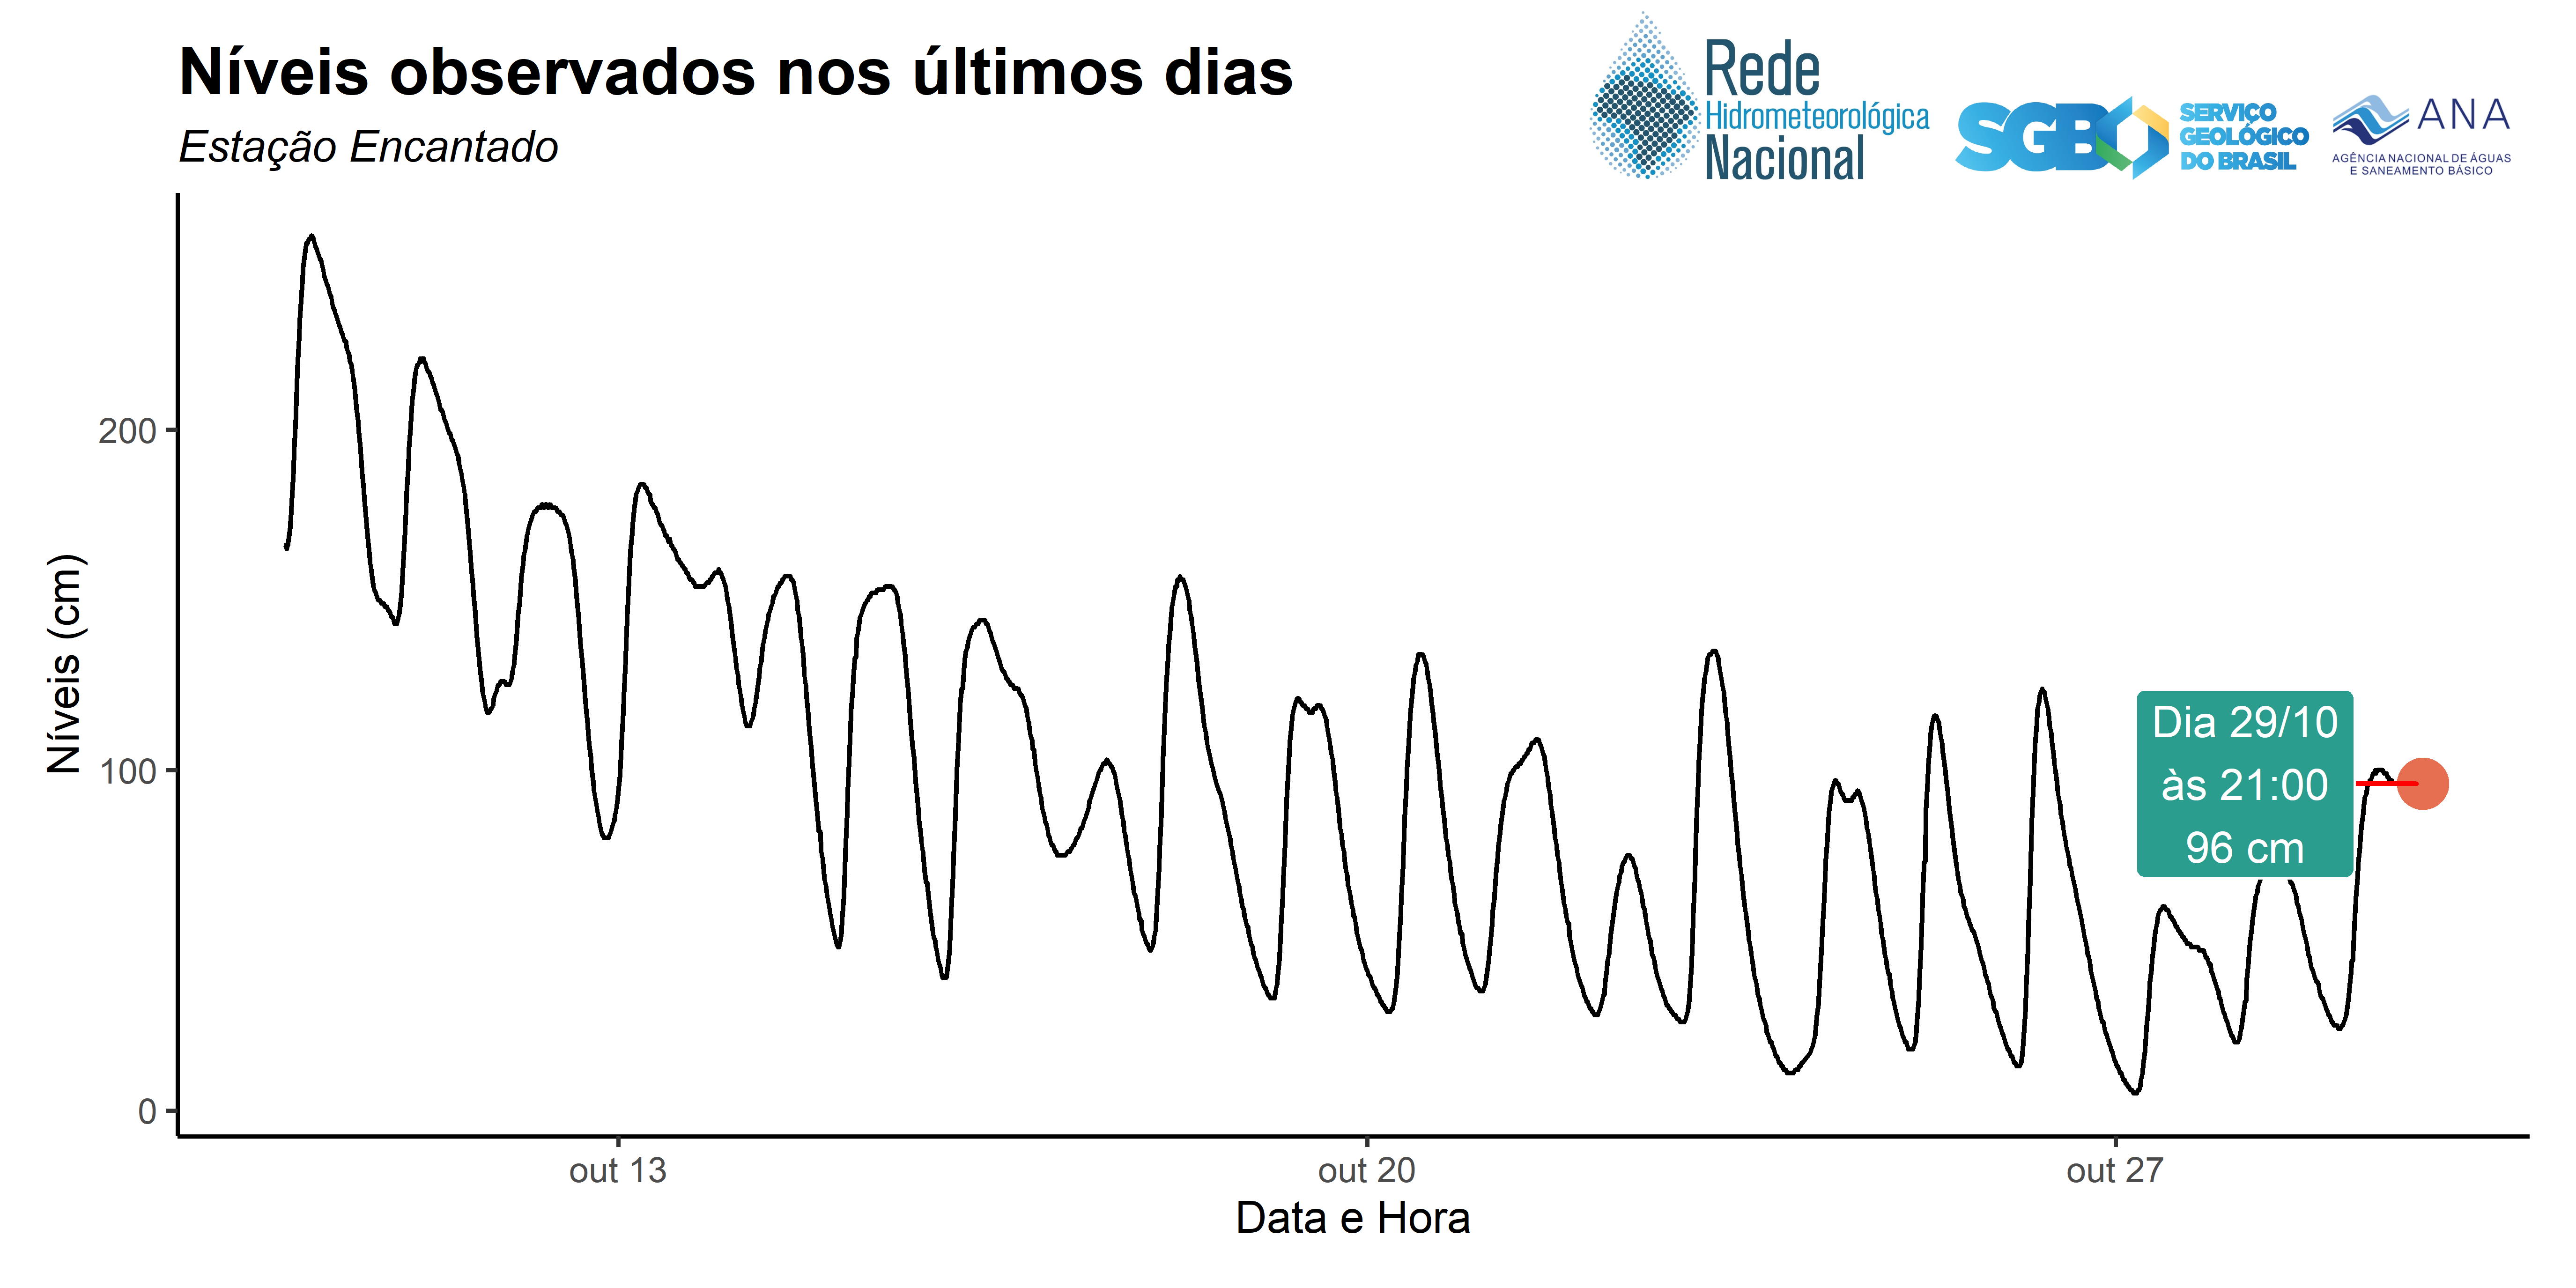 Níveis observados nos últimos dias
Estação Encantado
Rede
Hidrometeorológica
Nacional
SGB
SERVIÇO
GEOLÓGICO
DO BRASIL
ANA
AGÊNCIA NACIONAL DE ÁGUAS
E SANEAMENTO BÁSICO
Níveis (cm)
200
100
0
Dia 29/10
às 21:00
96 cm
out 13
out 20
out 27
Data e Hora